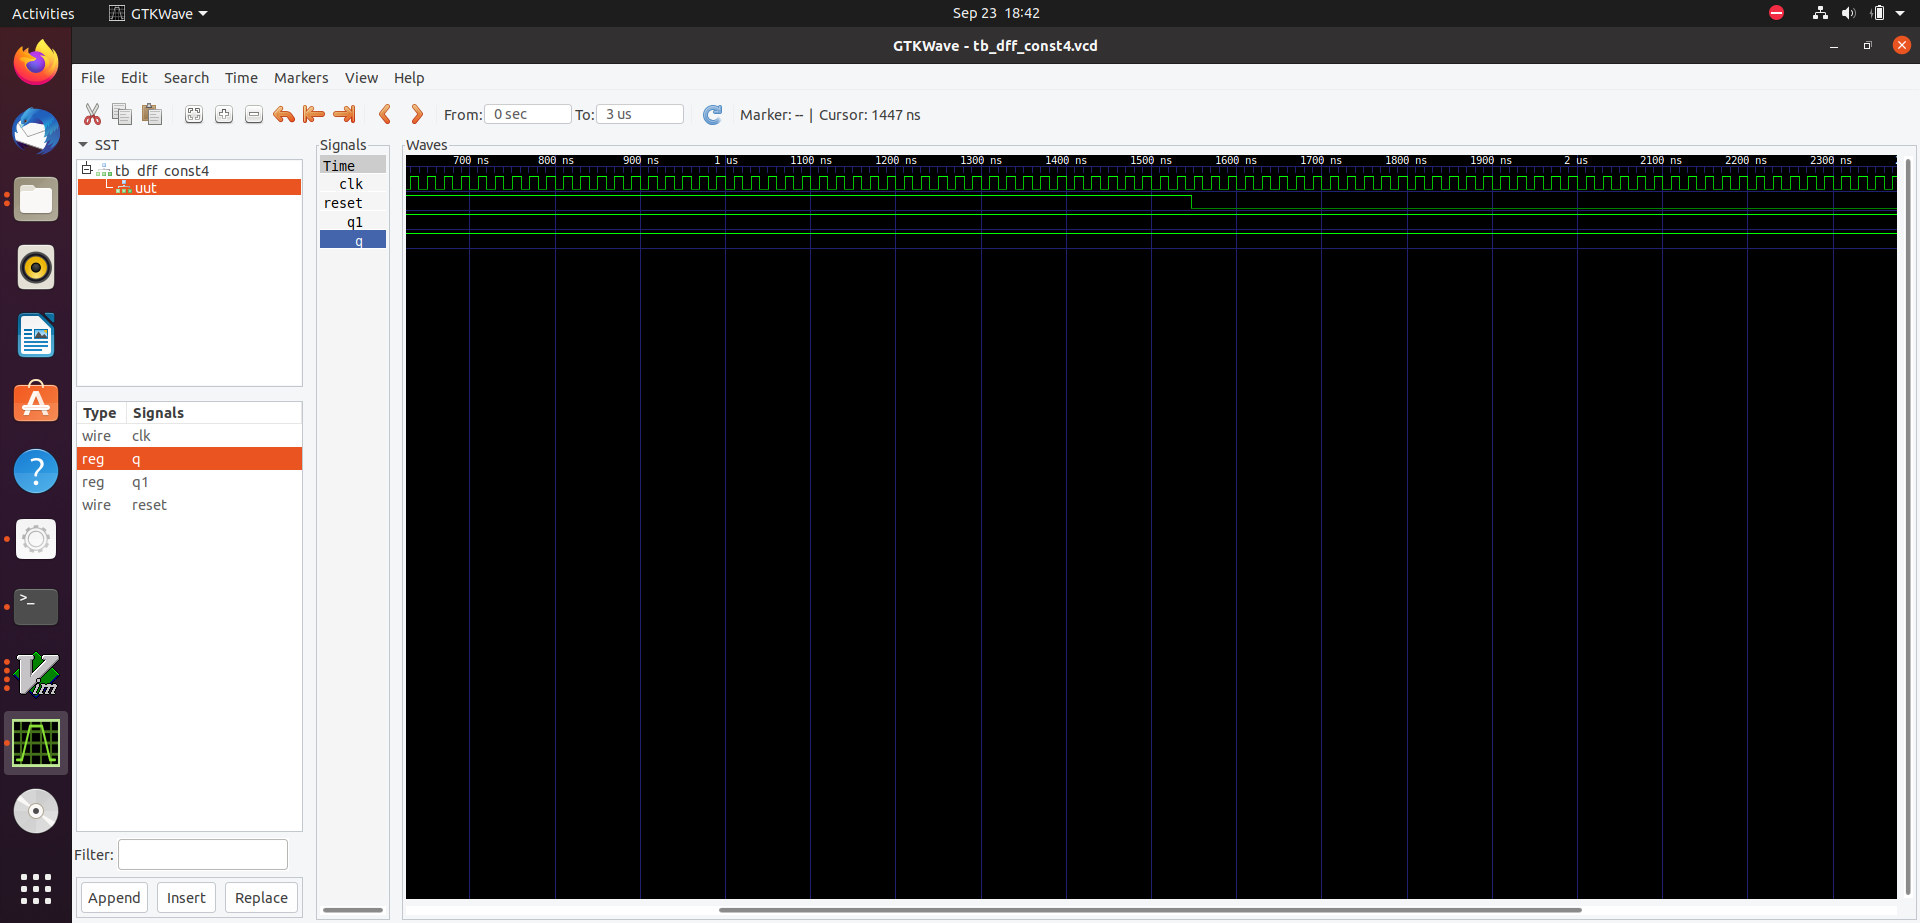 Activities GTKWave Sep 23 18:42
GTKWave - tb_dff_const4.vcd
File Edit Search Time Markers View Help
From: 0 sec To: 3 us Marker: -- | Cursor: 1447 ns
SST
tb_dff_const4
uut
Type Signals
wire clk
reg q
reg q1
wire reset
Filter:
Append Insert Replace
Signals
Time
clk
reset
q1
q
Waves
700 ns 800 ns 900 ns 1 us 1100 ns 1200 ns 1300 ns 1400 ns 1500 ns 1600 ns 1700 ns 1800 ns 1900 ns 2 us 2100 ns 2200 ns 2300 ns
>_
Vim
?